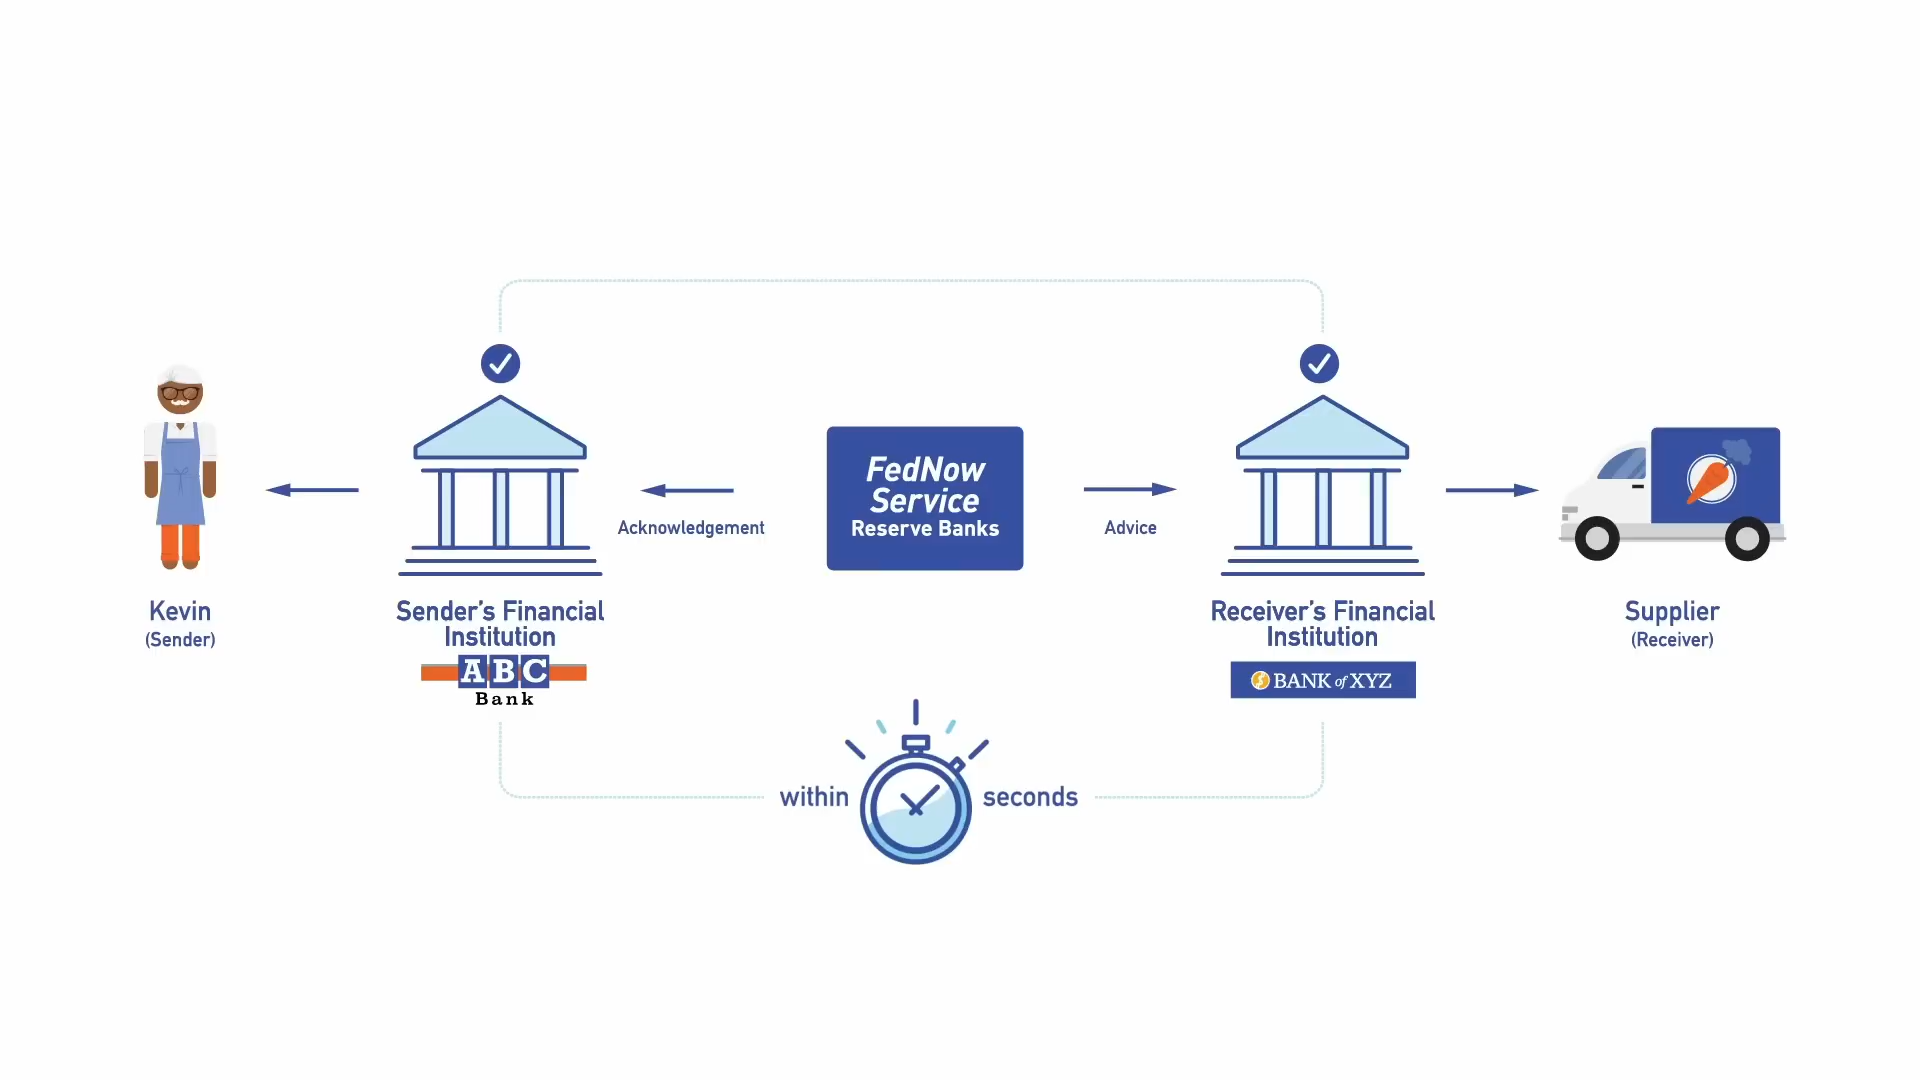 FedNow
Service
Reserve Banks
Acknowledgement
Advice
Kevin
(Sender)
Sender's Financial
Institution
ABC
Bank
Receiver's Financial
Institution
$ BANK of XYZ
Supplier
(Receiver)
within
seconds